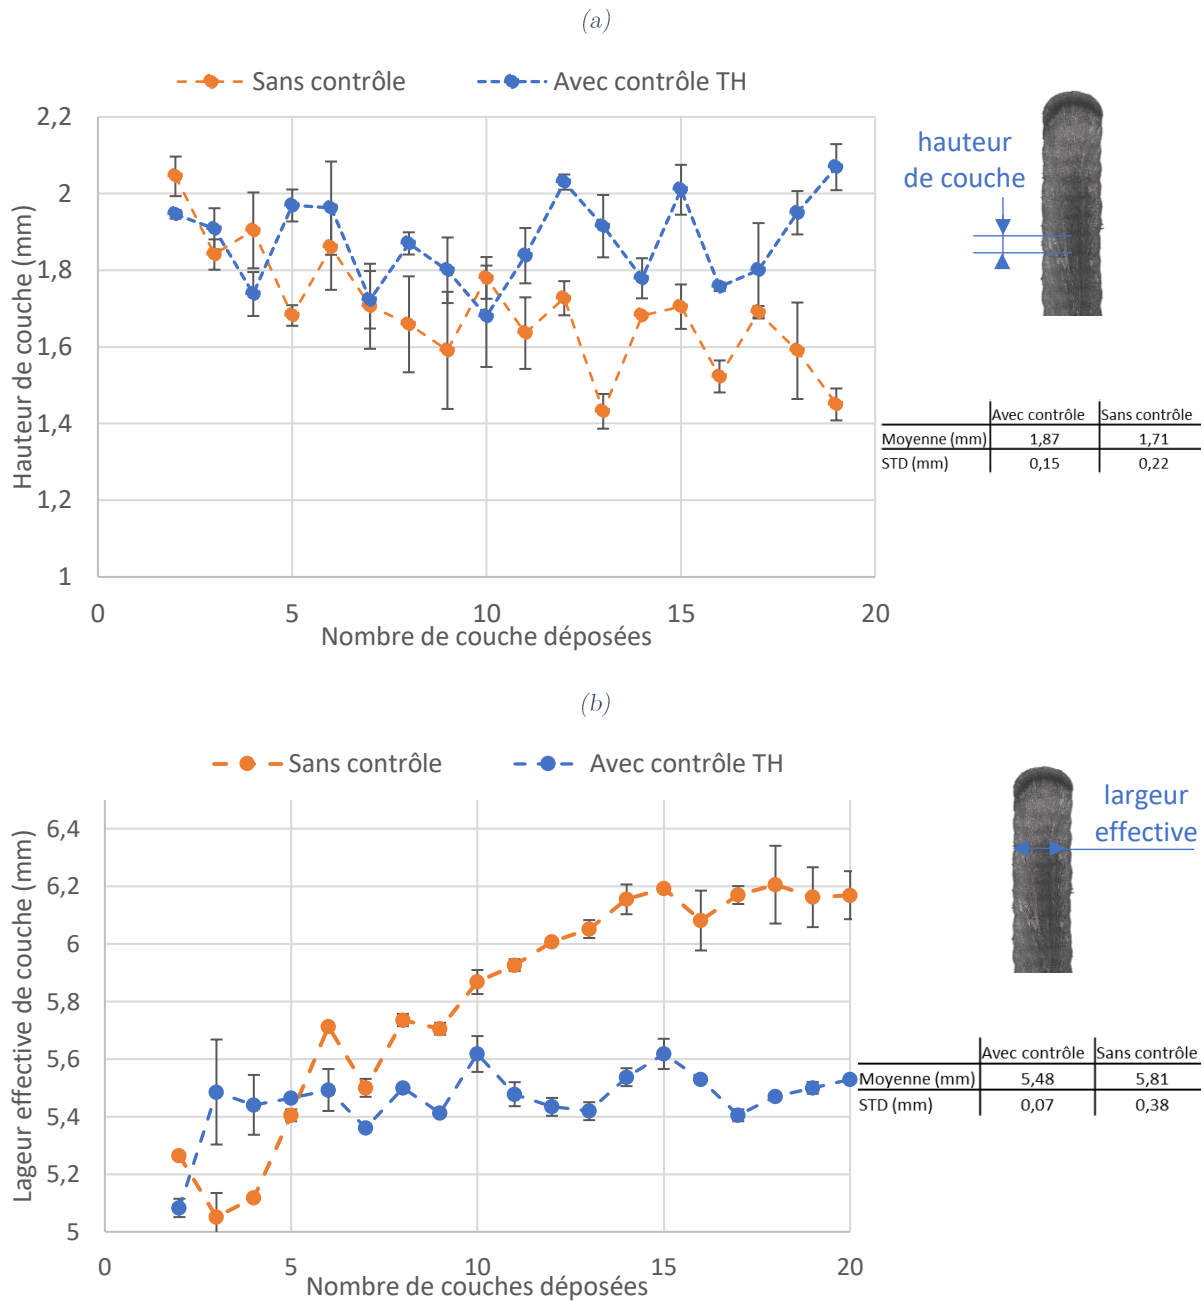 (a)
Sans contrôle Avec contrôle TH
2,2
2
1,8
1,6
1,4
1,2
1
Hauteur de couche (mm)
0 5 10 15 20
Nombre de couche déposées
hauteur
de couche
Avec contrôle Sans contrôle
Moyenne (mm) 1,87 1,71
STD (mm) 0,15 0,22
(b)
Sans contrôle Avec contrôle TH
6,4
6,2
6
5,8
5,6
5,4
5,2
5
Lageur effective de couche (mm)
0 5 10 15 20
Nombre de couches déposées
largeur
effective
Avec contrôle Sans contrôle
Moyenne (mm) 5,48 5,81
STD (mm) 0,07 0,38